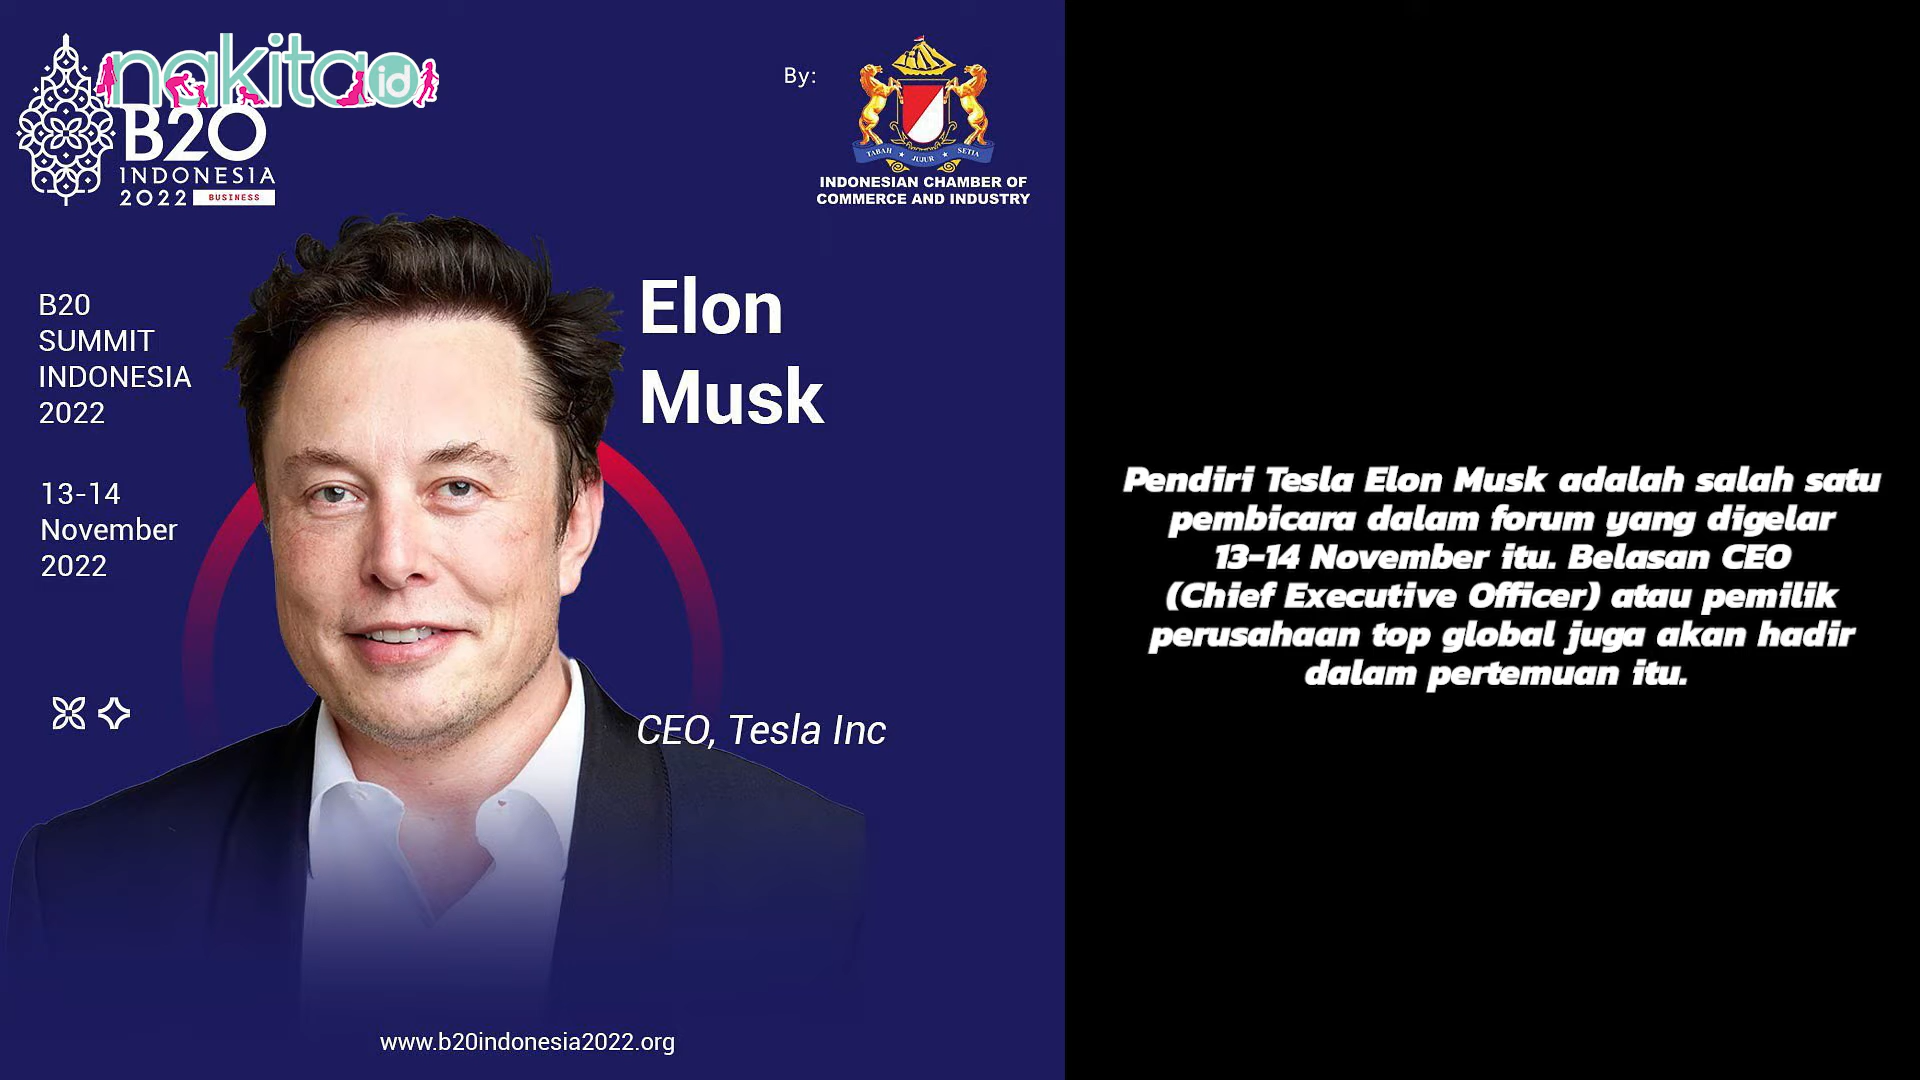 nakita id
B20
INDONESIA
2022 BUSINESS
By:
TABAH ★ JUJUR ★ SETIA
INDONESIAN CHAMBER OF
COMMERCE AND INDUSTRY
B20
SUMMIT
INDONESIA
2022
13-14
November
2022
Elon
Musk
CEO, Tesla Inc
www.b20indonesia2022.org
Pendiri Tesla Elon Musk adalah salah satu
pembicara dalam forum yang digelar
13-14 November itu. Belasan CEO
(Chief Executive Officer) atau pemilik
perusahaan top global juga akan hadir
dalam pertemuan itu.